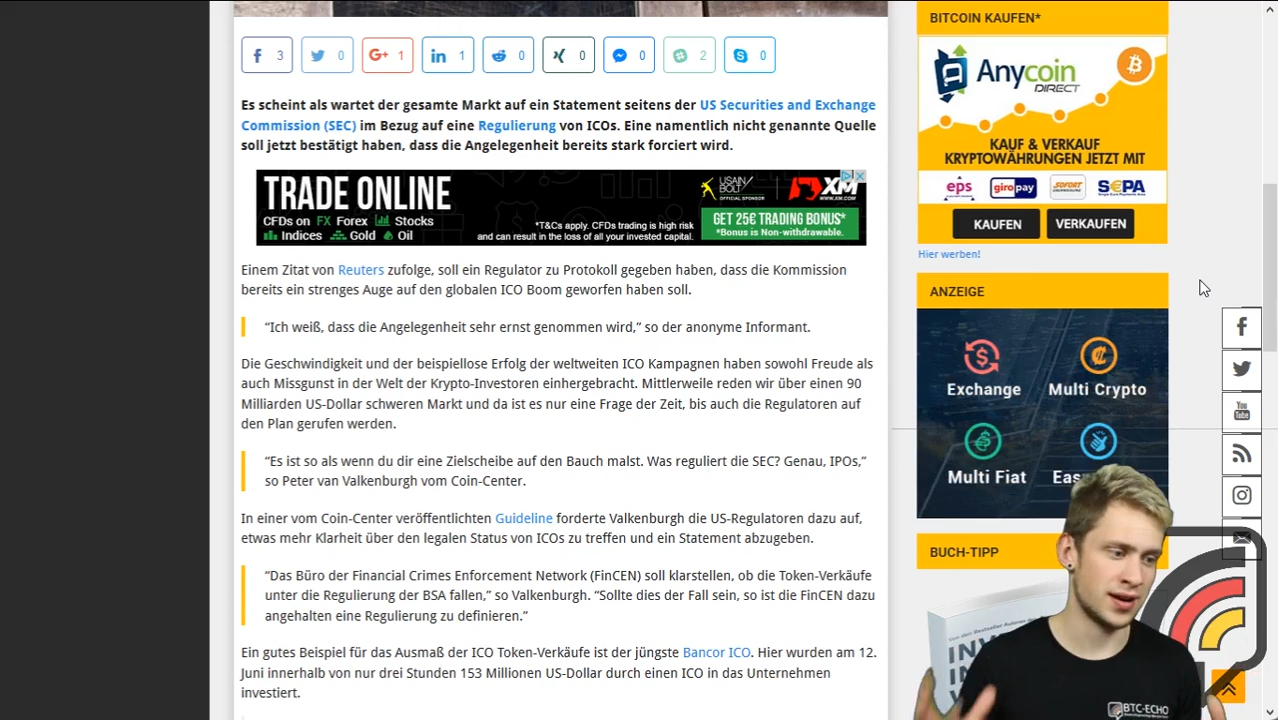 3
0
1
1
0
0
0
2
0
Es scheint als wartet der gesamte Markt auf ein Statement seitens der US Securities and Exchange
Commission (SEC) im Bezug auf eine Regulierung von ICOs. Eine namentlich nicht genannte Quelle
soll jetzt bestätigt haben, dass die Angelegenheit bereits stark forciert wird.
TRADE ONLINE
CFDs on FX Forex Stocks
Indices Gold Oil
USAIN
BOLT
OFFICIAL SPONSOR
XM
WWW.XM.COM
*T&Cs apply. CFDs trading is high risk
and can result in the loss of all your invested capital.
GET 25€ TRADING BONUS*
*Bonus is Non-withdrawable.
Einem Zitat von Reuters zufolge, soll ein Regulator zu Protokoll gegeben haben, dass die Kommission
bereits ein strenges Auge auf den globalen ICO Boom geworfen haben soll.
“Ich weiß, dass die Angelegenheit sehr ernst genommen wird,” so der anonyme Informant.
Die Geschwindigkeit und der beispiellose Erfolg der weltweiten ICO Kampagnen haben sowohl Freude als
auch Missgunst in der Welt der Krypto-Investoren einhergebracht. Mittlerweile reden wir über einen 90
Milliarden US-Dollar schweren Markt und da ist es nur eine Frage der Zeit, bis auch die Regulatoren auf
den Plan gerufen werden.
“Es ist so als wenn du dir eine Zielscheibe auf den Bauch malst. Was reguliert die SEC? Genau, IPOs,”
so Peter van Valkenburgh vom Coin-Center.
In einer vom Coin-Center veröffentlichten Guideline forderte Valkenburgh die US-Regulatoren dazu auf,
etwas mehr Klarheit über den legalen Status von ICOs zu treffen und ein Statement abzugeben.
“Das Büro der Financial Crimes Enforcement Network (FinCEN) soll klarstellen, ob die Token-Verkäufe
unter die Regulierung der BSA fallen,” so Valkenburgh. “Sollte dies der Fall sein, so ist die FinCEN dazu
angehalten eine Regulierung zu definieren.”
Ein gutes Beispiel für das Ausmaß der ICO Token-Verkäufe ist der jüngste Bancor ICO. Hier wurden am 12.
Juni innerhalb von nur drei Stunden 153 Millionen US-Dollar durch einen ICO in das Unternehmen
investiert.
BITCOIN KAUFEN*
Anycoin
DIRECT
KAUF & VERKAUF
KRYPTOWÄHRUNGEN JETZT MIT
eps giropay SOFORT SEPA
KAUFEN VERKAUFEN
Hier werben!
ANZEIGE
Exchange Multi Crypto
Multi Fiat
BUCH-TIPP
BTC-ECHO